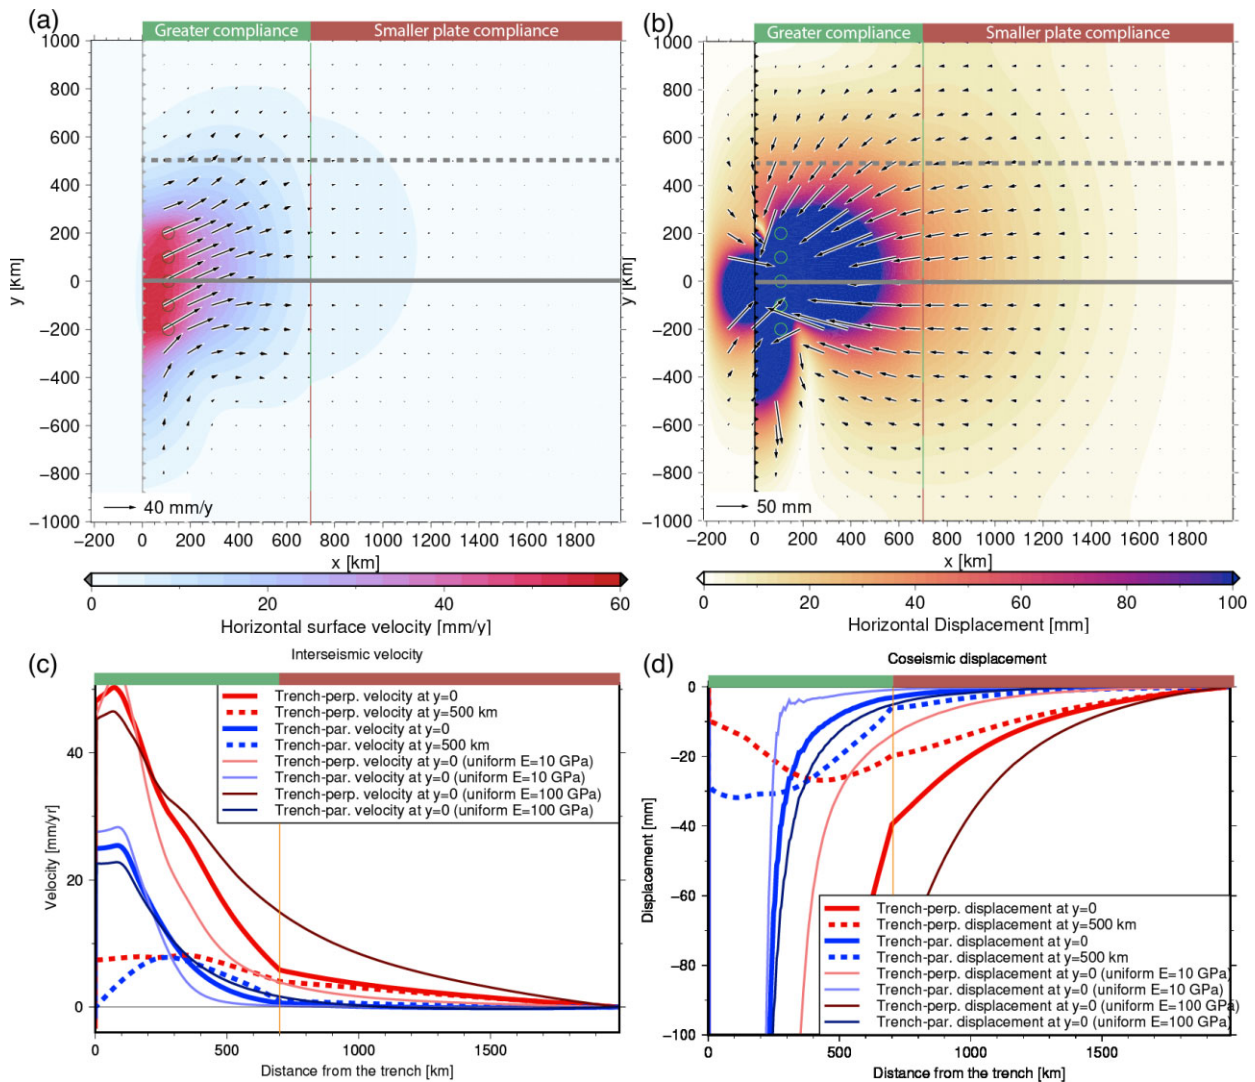 (a)
Greater compliance
Smaller plate compliance
1000
800
600
400
200
0
−200
−400
−600
−800
−1000
y [km]
40 mm/y
−200 0 200 400 600 800 1000 1200 1400 1600 1800
x [km]
0 20 40 60
Horizontal surface velocity [mm/y]
(b)
Greater compliance
Smaller plate compliance
1000
800
600
400
200
0
−200
−400
−600
−800
−1000
y [km]
50 mm
−200 0 200 400 600 800 1000 1200 1400 1600 1800
x [km]
0 20 40 60 80 100
Horizontal Displacement [mm]
(c)
Interseismic velocity
Trench-perp. velocity at y=0
Trench-perp. velocity at y=500 km
Trench-par. velocity at y=0
Trench-par. velocity at y=500 km
Trench-perp. velocity at y=0 (uniform E=10 GPa)
Trench-par. velocity at y=0 (uniform E=10 GPa)
Trench-perp. velocity at y=0 (uniform E=100 GPa)
Trench-par. velocity at y=0 (uniform E=100 GPa)
40
20
0
Velocity [mm/yr]
0 500 1000 1500
Distance from the trench [km]
(d)
Coseismic displacement
0
−20
−40
−60
−80
−100
Displacement [mm]
Trench-perp. displacement at y=0
Trench-perp. displacement at y=500 km
Trench-par. displacement at y=0
Trench-par. displacement at y=500 km
Trench-perp. displacement at y=0 (uniform E=10 GPa)
Trench-par. displacement at y=0 (uniform E=10 GPa)
Trench-perp. displacement at y=0 (uniform E=100 GPa)
Trench-par. displacement at y=0 (uniform E=100 GPa)
0 500 1000 1500
Distance from the trench [km]